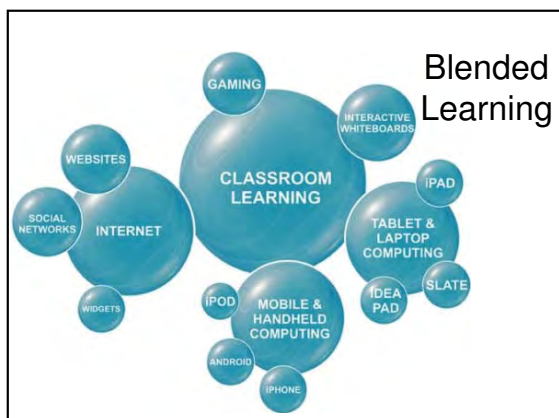 Blended
Learning
GAMING
INTERACTIVE
WHITEBOARDS
CLASSROOM
LEARNING
WEBSITES
SOCIAL
NETWORKS
INTERNET
WIDGETS
iPAD
TABLET &
LAPTOP
COMPUTING
SLATE
IDEA
PAD
iPOD
MOBILE &
HANDHELD
COMPUTING
ANDROID
iPHONE